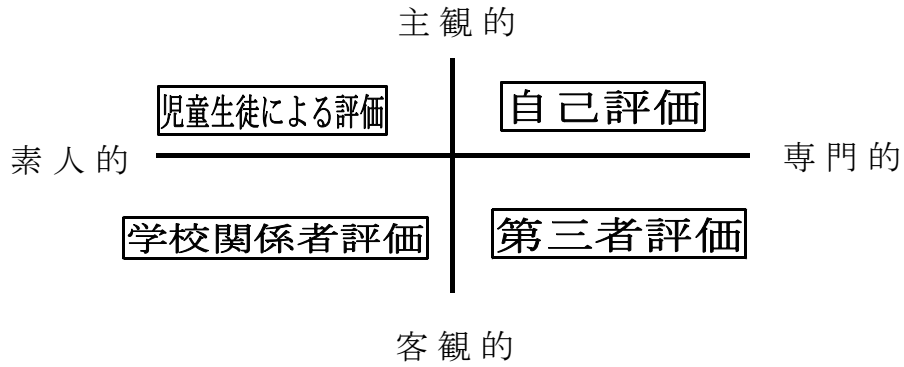 主観的
児童生徒による評価
自己評価
素人的
専門的
学校関係者評価
第三者評価
客観的